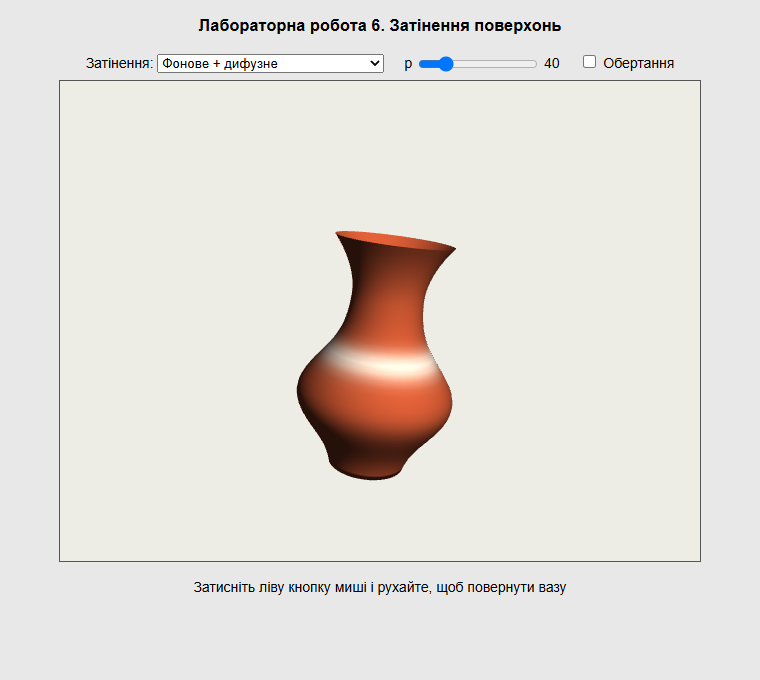 Лабораторна робота 6. Затінення поверхонь
Затінення: Фонове + дифузне p 40 Обертання
Затисніть ліву кнопку миші і рухайте, щоб повернути вазу